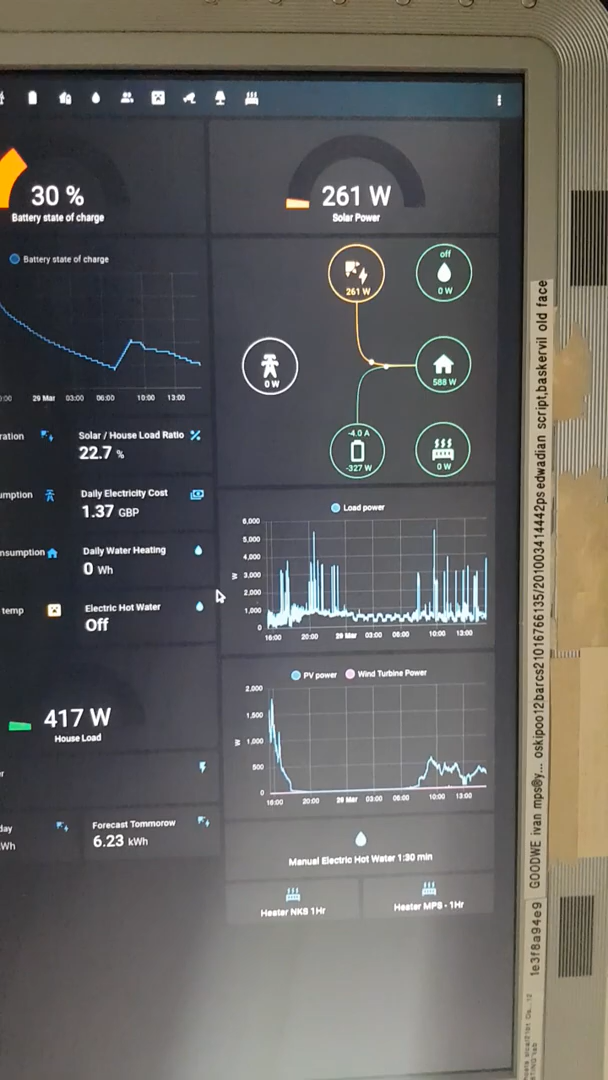 30 %
Battery state of charge
261 W
Solar Power
Battery state of charge
29 Mar 03:00 06:00 10:00 13:00
261 W
off
0 W
0 W
588 W
-4.0 A
-327 W
0 W
Solar / House Load Ratio
22.7 %
Daily Electricity Cost
1.37 GBP
Daily Water Heating
0 Wh
temp
Electric Hot Water
Off
Load power
6,000
5,000
4,000
3,000
2,000
1,000
0
W
16:00 20:00 29 Mar 03:00 06:00 10:00 13:00
417 W
House Load
PV power Wind Turbine Power
2,000
1,500
1,000
500
0
W
16:00 20:00 29 Mar 03:00 06:00 10:00 13:00
Forecast Tommorow
6.23 kWh
Wh
Manual Electric Hot Water 1:30 min
Heater NKS 1Hr
Heater MPS - 1Hr
1e3f8a94e9 GOODWE ivan mps@y... oskipoo12barcs21016766135/201003414442ps edwadian script,baskervil old face